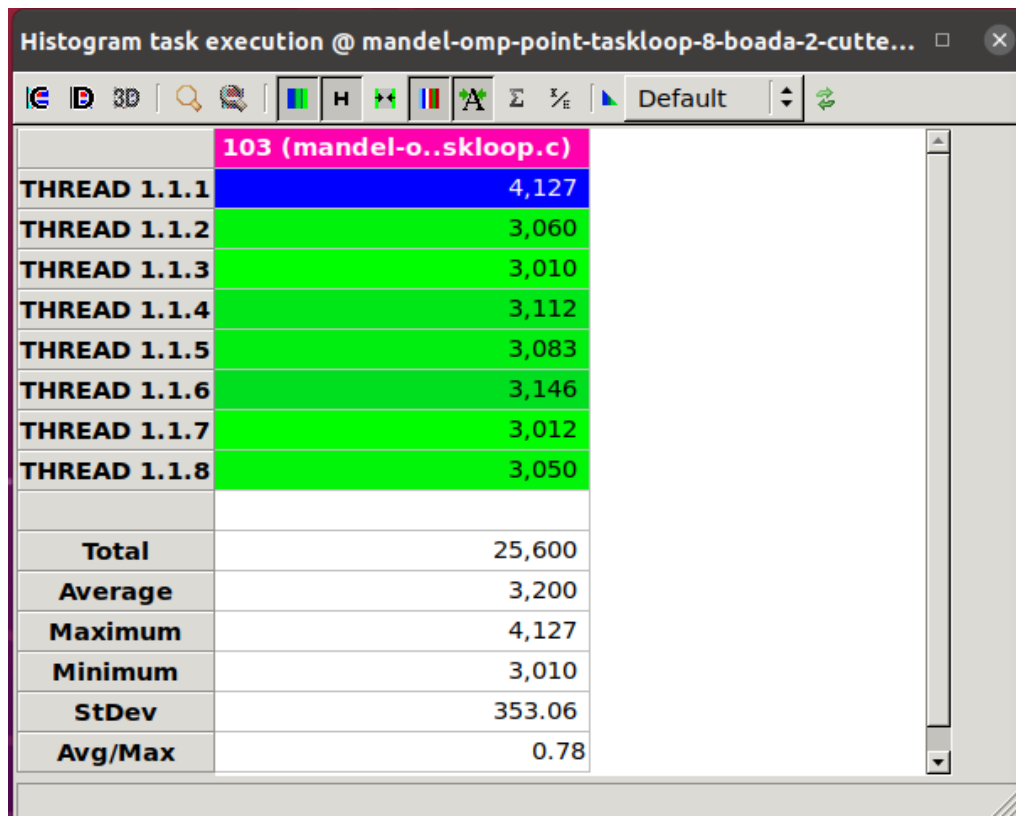 Histogram task execution @ mandel-omp-point-taskloop-8-boada-2-cutte...
3D H A Σ Default
103 (mandel-o..skloop.c)
THREAD 1.1.1 4,127
THREAD 1.1.2 3,060
THREAD 1.1.3 3,010
THREAD 1.1.4 3,112
THREAD 1.1.5 3,083
THREAD 1.1.6 3,146
THREAD 1.1.7 3,012
THREAD 1.1.8 3,050
Total 25,600
Average 3,200
Maximum 4,127
Minimum 3,010
StDev 353.06
Avg/Max 0.78